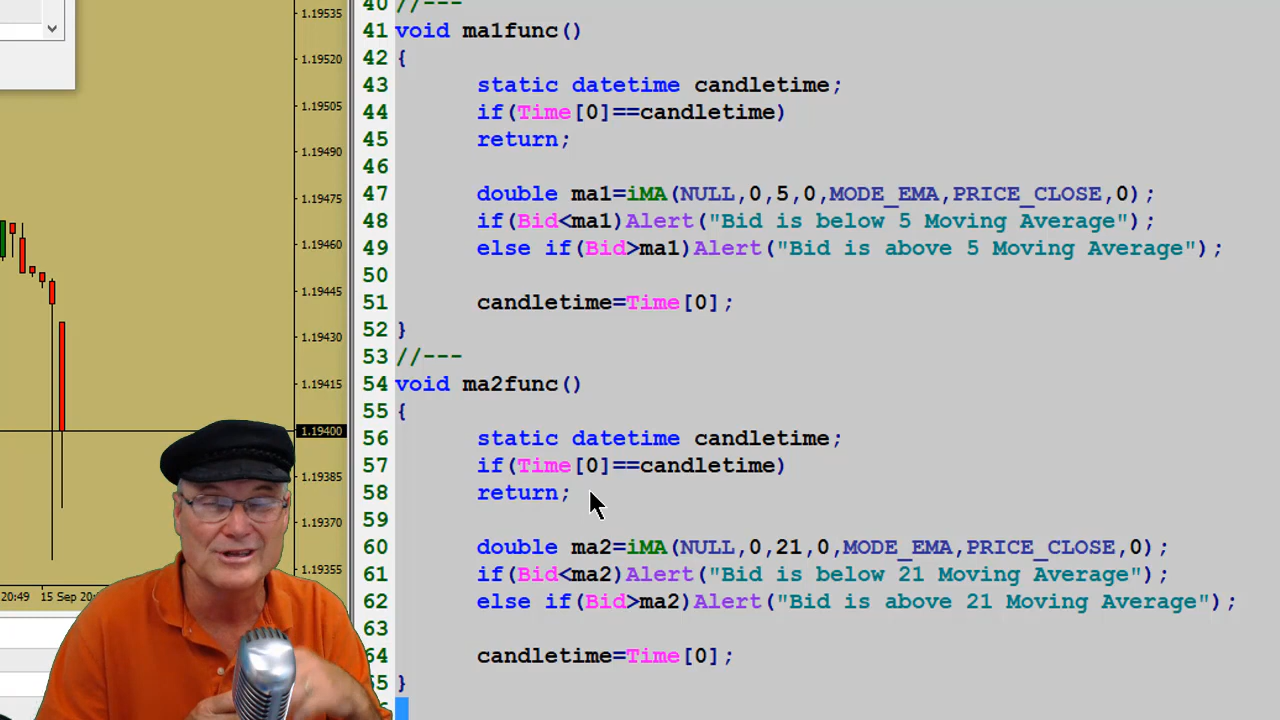 1.19535
1.19520
1.19505
1.19490
1.19475
1.19460
1.19445
1.19430
1.19415
1.19400
1.19385
1.19370
1.19355
20:49 15 Sep 20:
40 //---
41 void ma1func()
42 {
43 static datetime candletime;
44 if(Time[0]==candletime)
45 return;
46
47 double ma1=iMA(NULL,0,5,0,MODE_EMA,PRICE_CLOSE,0);
48 if(Bid<ma1)Alert("Bid is below 5 Moving Average");
49 else if(Bid>ma1)Alert("Bid is above 5 Moving Average");
50
51 candletime=Time[0];
52 }
53 //---
54 void ma2func()
55 {
56 static datetime candletime;
57 if(Time[0]==candletime)
58 return;
59
60 double ma2=iMA(NULL,0,21,0,MODE_EMA,PRICE_CLOSE,0);
61 if(Bid<ma2)Alert("Bid is below 21 Moving Average");
62 else if(Bid>ma2)Alert("Bid is above 21 Moving Average");
63
64 candletime=Time[0];
55 }